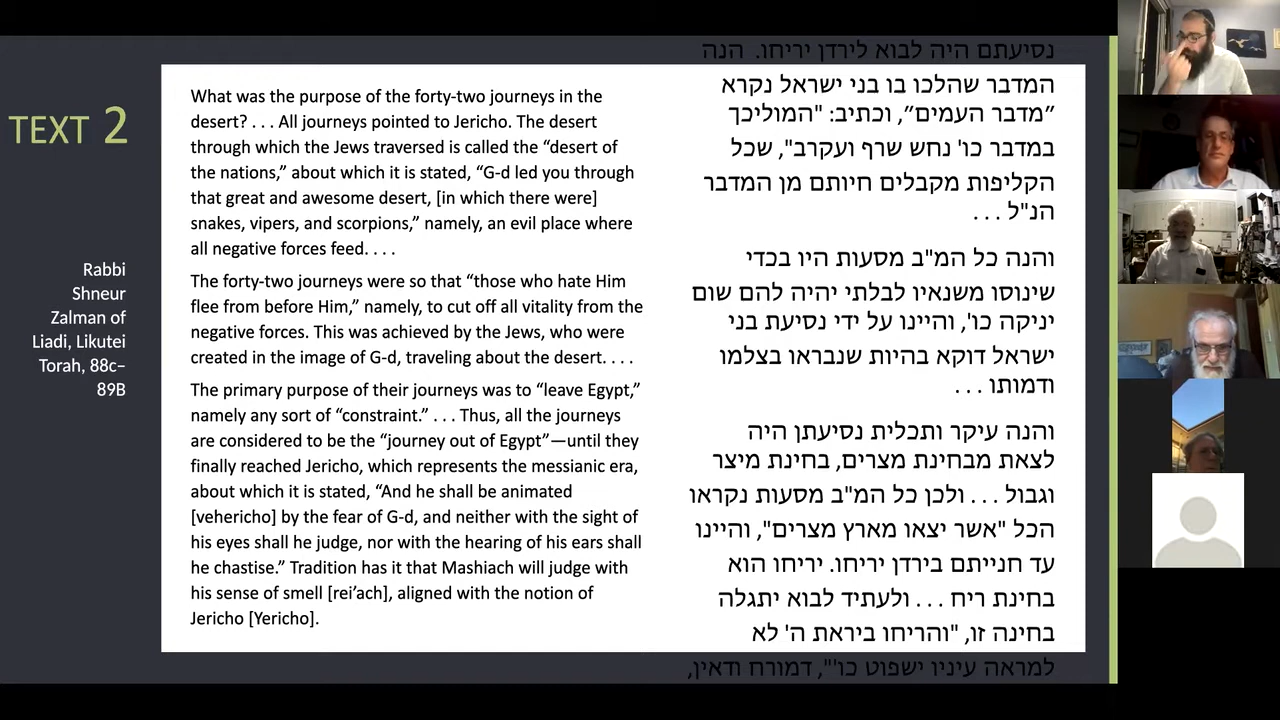 TEXT 2
Rabbi
Shneur
Zalman of
Liadi, Likutei
Torah, 88c–
89B
What was the purpose of the forty-two journeys in the
desert? . . . All journeys pointed to Jericho. The desert
through which the Jews traversed is called the “desert of
the nations,” about which it is stated, “G-d led you through
that great and awesome desert, [in which there were]
snakes, vipers, and scorpions,” namely, an evil place where
all negative forces feed. . . .
The forty-two journeys were so that “those who hate Him
flee from before Him,” namely, to cut off all vitality from the
negative forces. This was achieved by the Jews, who were
created in the image of G-d, traveling about the desert. . . .
The primary purpose of their journeys was to “leave Egypt,”
namely any sort of “constraint.” . . . Thus, all the journeys
are considered to be the “journey out of Egypt”—until they
finally reached Jericho, which represents the messianic era,
about which it is stated, “And he shall be animated
[vehericho] by the fear of G-d, and neither with the sight of
his eyes shall he judge, nor with the hearing of his ears shall
he chastise.” Tradition has it that Mashiach will judge with
his sense of smell [rei’ach], aligned with the notion of
Jericho [Yericho].
נסיעתם היה לבוא לירדן יריחו. הנה
המדבר שהלכו בו בני ישראל נקרא
״מדבר העמים״, וכתיב: "המוליכך
במדבר כו' נחש שרף ועקרב", שכל
הקליפות מקבלים חיותם מן המדבר
הנ"ל . . .
והנה כל המ"ב מסעות היו בכדי
שינוסו משנאיו לבלתי יהיה להם שום
יניקה כו', והיינו על ידי נסיעת בני
ישראל דוקא בהיות שנבראו בצלמו
ודמותו . . .
והנה עיקר ותכלית נסיעתן היה
לצאת מבחינת מצרים, בחינת מיצר
וגבול . . . ולכן כל המ"ב מסעות נקראו
הכל "אשר יצאו מארץ מצרים", והיינו
עד חנייתם בירדן יריחו. יריחו הוא
בחינת ריח . . . ולעתיד לבוא יתגלה
בחינה זו, "והריחו ביראת ה' לא
למראה עיניו ישפוט כו'", דמורח ודאין,